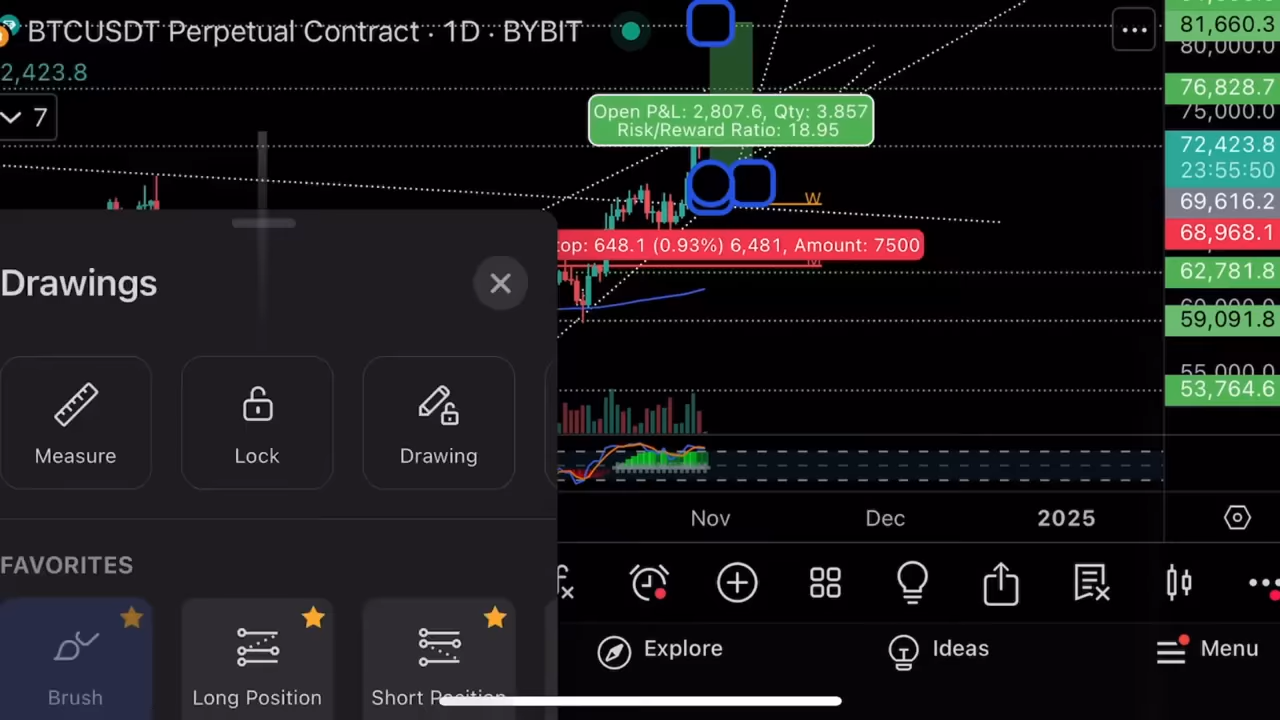 BTCUSDT Perpetual Contract · 1D · BYBIT
2,423.8
7
81,660.3
80,000.0
76,828.7
75,000.0
72,423.8
23:55:50
69,616.2
68,968.1
62,781.8
59,091.8
55,000.0
53,764.6
Open P&L: 2,807.6, Qty: 3.857
Risk/Reward Ratio: 18.95
W
top: 648.1 (0.93%) 6,481, Amount: 7500
Nov
Dec
2025
Drawings
Measure
Lock
Drawing
FAVORITES
Brush
Long Position
Short Position
Explore
Ideas
Menu